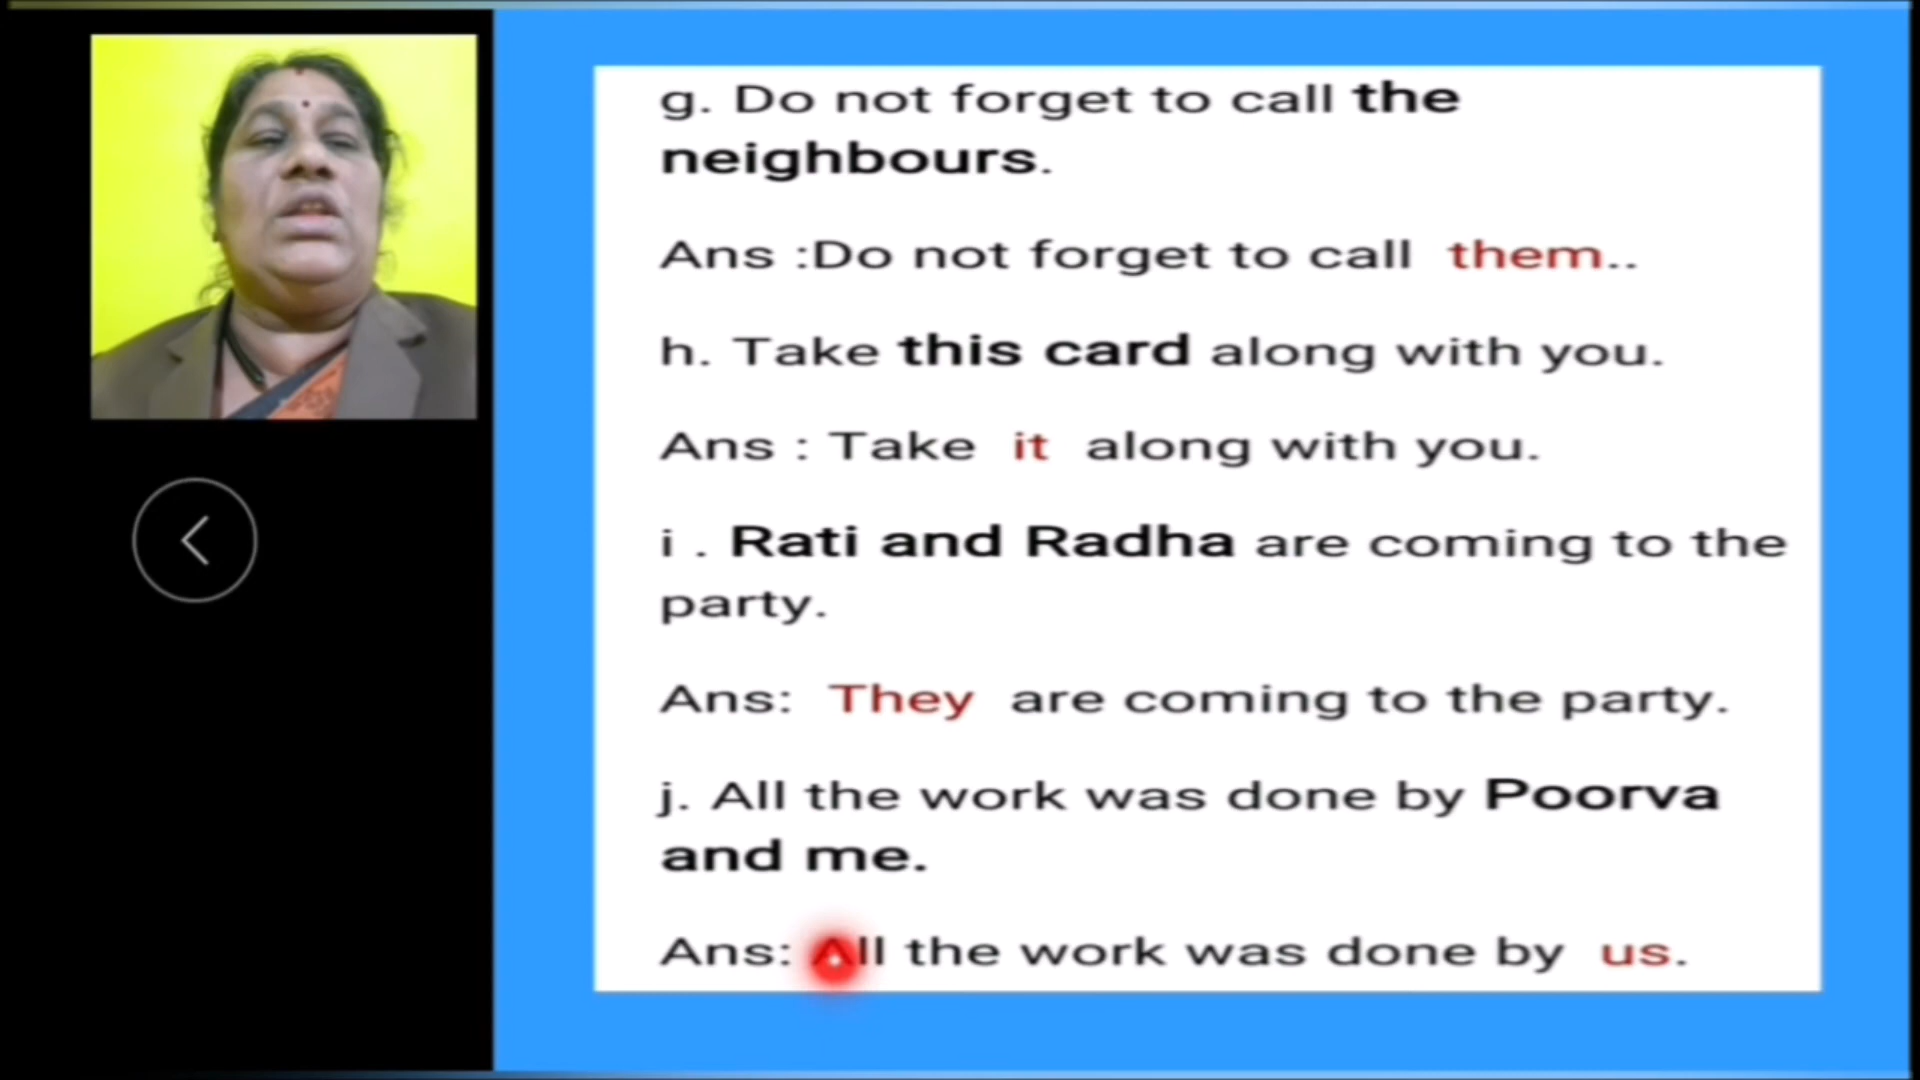 g. Do not forget to call the
neighbours.
Ans :Do not forget to call them..
h. Take this card along with you.
Ans : Take it along with you.
i . Rati and Radha are coming to the
party.
Ans: They are coming to the party.
j. All the work was done by Poorva
and me.
Ans: All the work was done by us.